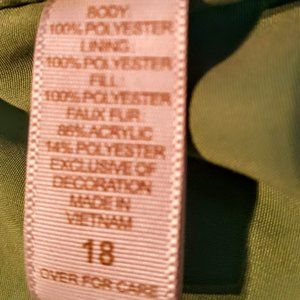 BODY
100% POLYESTER
LINING
100% POLYESTER
FILL
100% POLYESTER
FAUX FUR
86% ACRYLIC
14% POLYESTER
EXCLUSIVE OF
DECORATION
MADE IN
VIETNAM
18
OVER FOR CARE